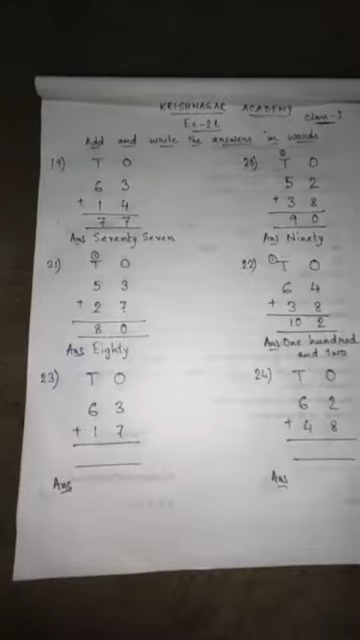 KRISHNAGAR ACADEMY
Ex-21 Class-I
Add and write the answers in words
19) T O
6 3
+ 1 4
7 7
Ans Seventy Seven
20) T O
5 2
+ 3 8
9 0
Ans Ninety
21) T O
5 3
+ 2 7
8 0
Ans Eighty
22) T O
6 4
+ 3 8
10 2
Ans One hundred
and two
23) T O
6 3
+ 1 7
Ans
24) T O
6 2
+ 4 8
Ans